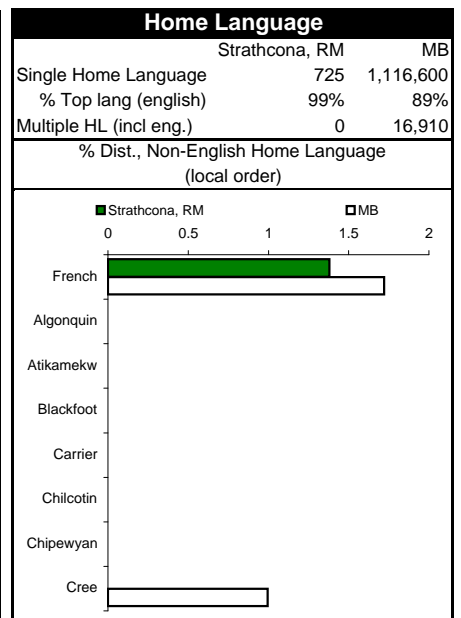 Home Language
Strathcona, RM MB
Single Home Language 725 1,116,600
% Top lang (english) 99% 89%
Multiple HL (incl eng.) 0 16,910
% Dist., Non-English Home Language
(local order)
Strathcona, RM MB
0 0.5 1 1.5 2
French
Algonquin
Atikamekw
Blackfoot
Carrier
Chilcotin
Chipewyan
Cree